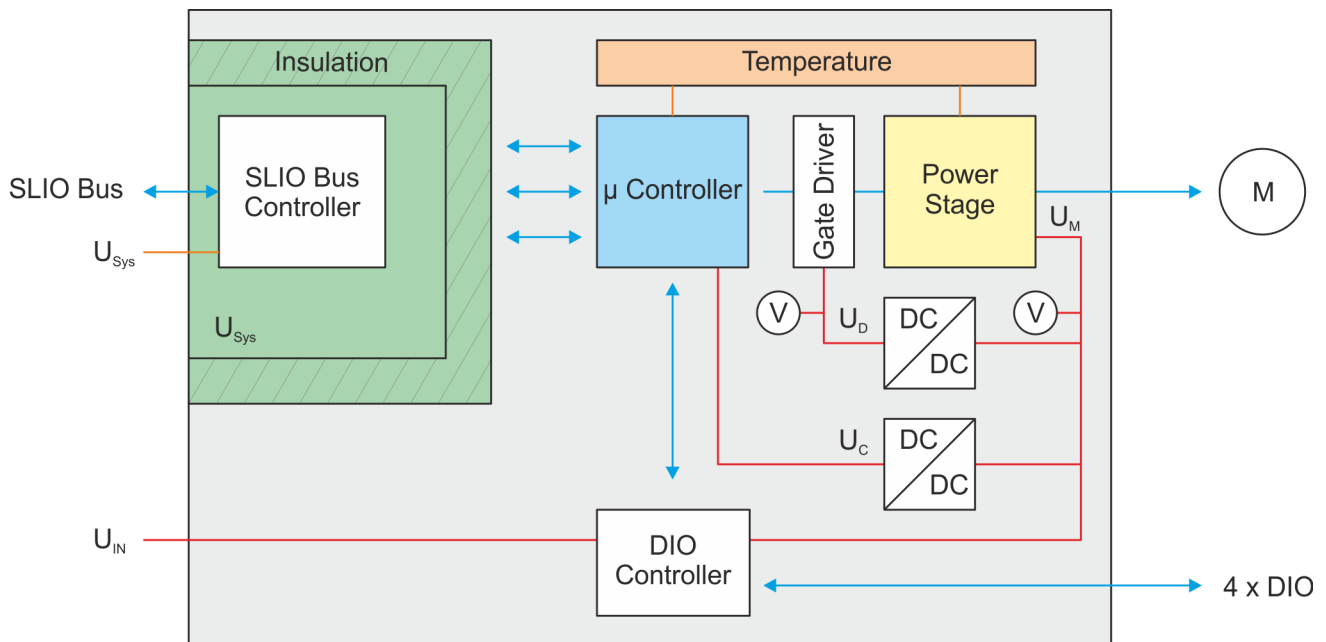 Insulation
Temperature
SLIO Bus
SLIO Bus
Controller
µ Controller
Gate Driver
Power
Stage
M
U_Sys
U_M
U_Sys
V
U_D
DC
DC
V
U_C
DC
DC
U_IN
DIO
Controller
4 x DIO